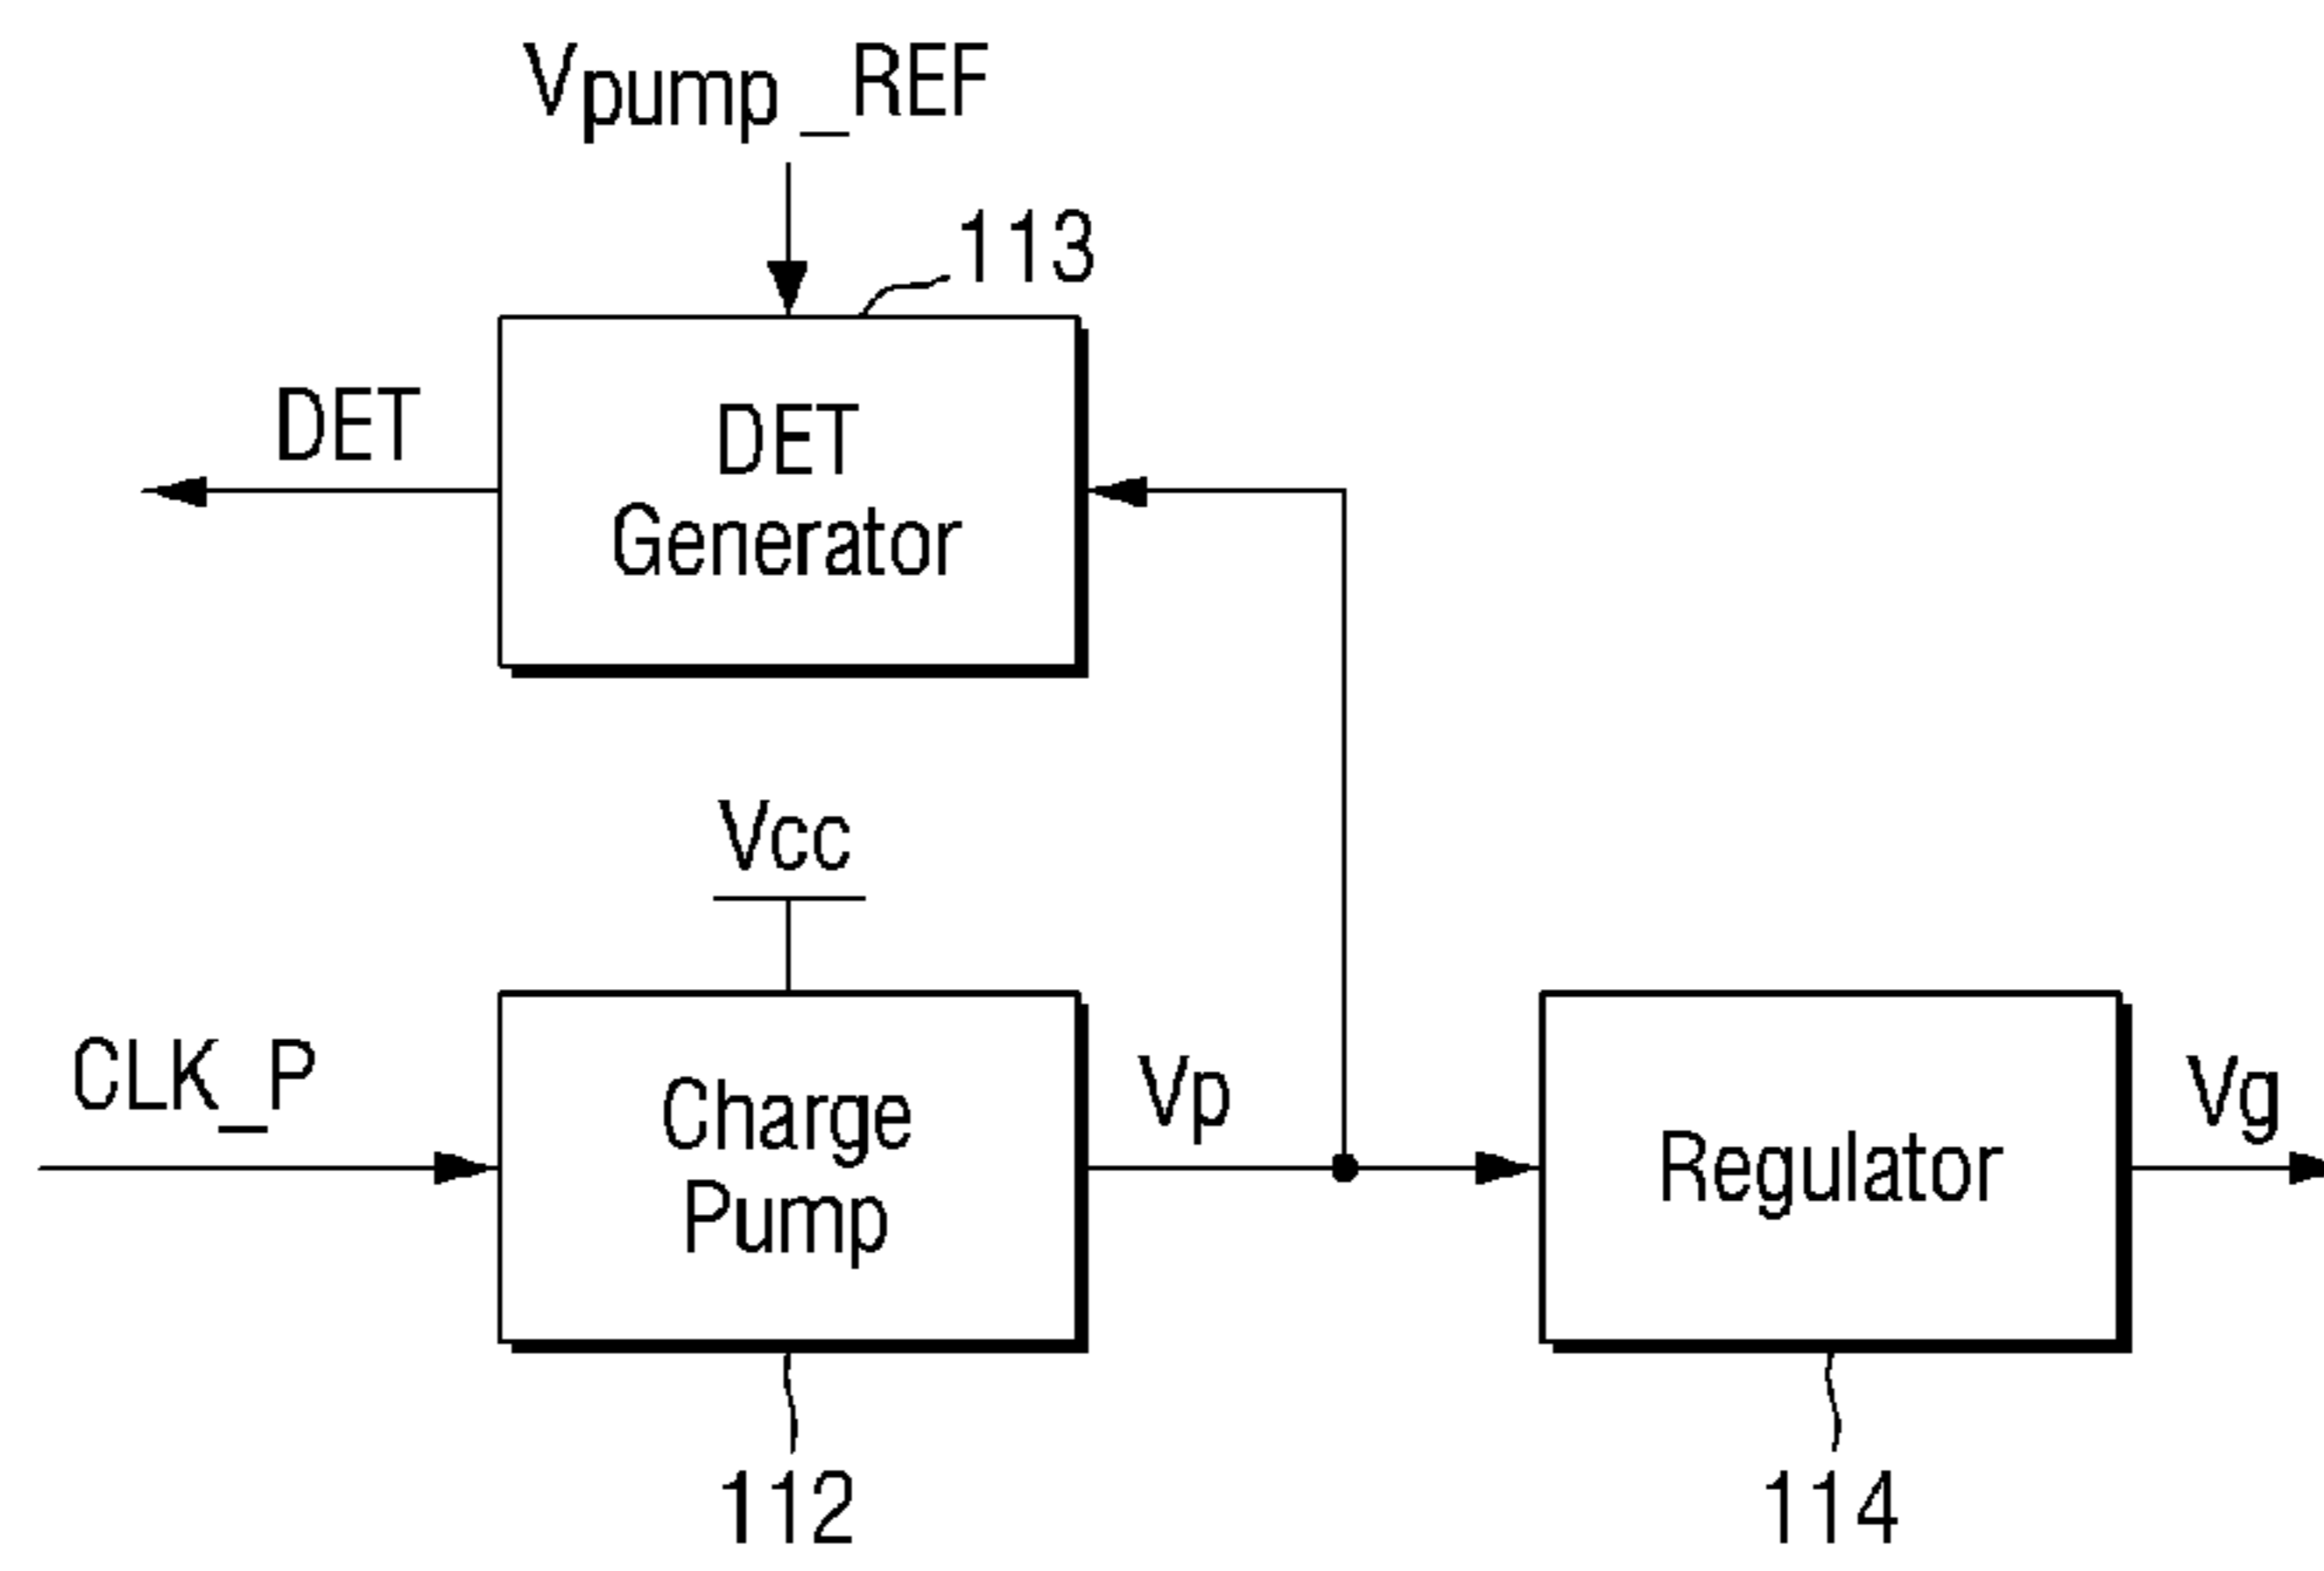 Vpump_REF
113
DET
DET
Generator
Vcc
CLK_P
Charge
Pump
Vp
Regulator
Vg
112
114